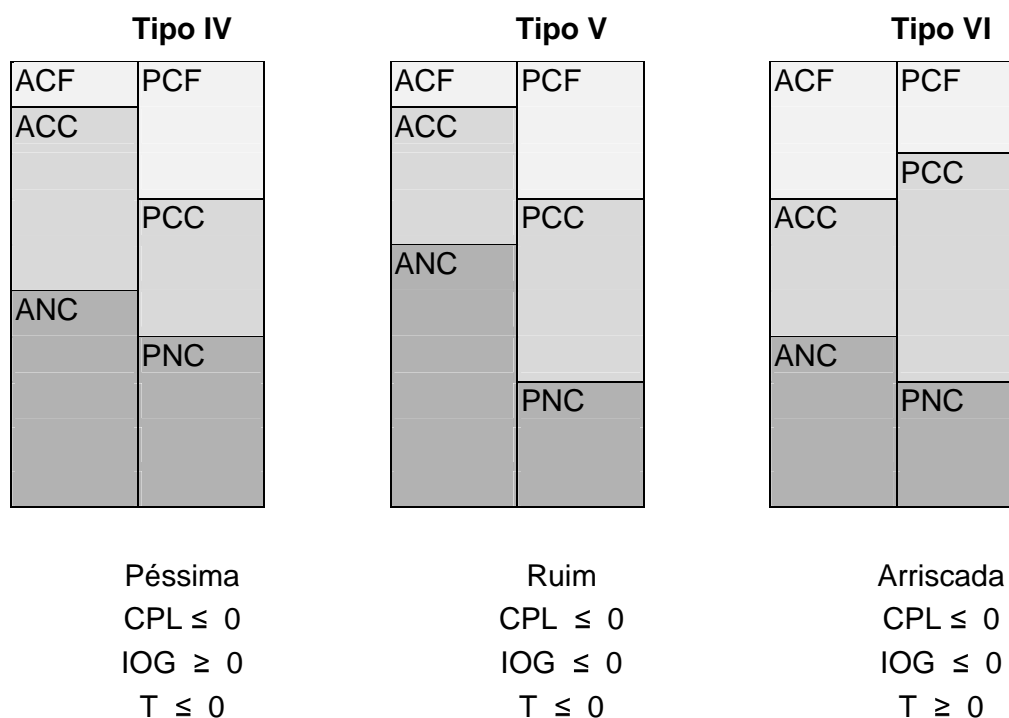 Tipo IV Tipo V Tipo VI
ACF PCF ACF PCF ACF PCF
ACC ACC
PCC
PCC PCC ACC
ANC
ANC
PNC ANC
PNC PNC
Péssima Ruim Arriscada
CPL ≤ 0 CPL ≤ 0 CPL ≤ 0
IOG ≥ 0 IOG ≤ 0 IOG ≤ 0
T ≤ 0 T ≤ 0 T ≥ 0